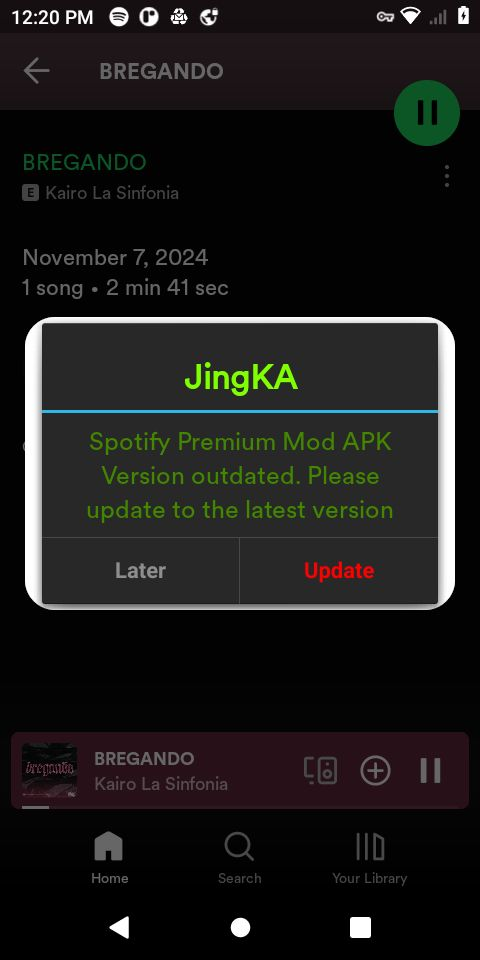 12:20 PM
BREGANDO
BREGANDO
E Kairo La Sinfonia
November 7, 2024
1 song • 2 min 41 sec
JingKA
Spotify Premium Mod APK
Version outdated. Please
update to the latest version
Later
Update
bregando
BREGANDO
Kairo La Sinfonia
Home
Search
Your Library